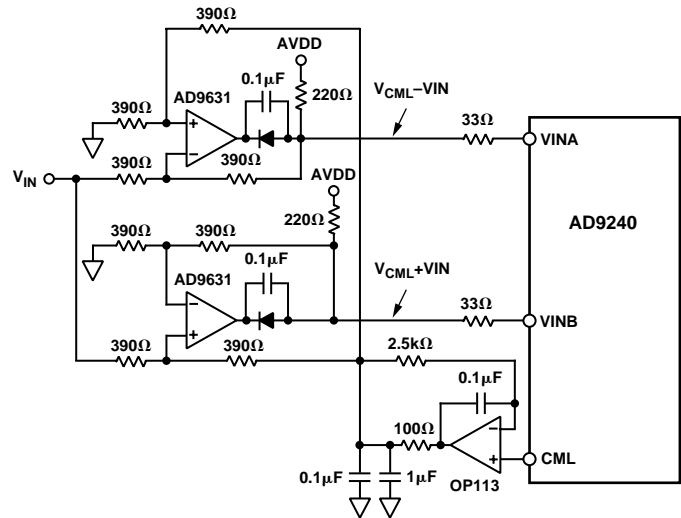 390Ω
AVDD
0.1µF
220Ω
AD9631
390Ω
+
−
V_CML−VIN
33Ω
VINA
390Ω
390Ω
V_IN
AVDD
220Ω
AD9240
390Ω
390Ω
0.1µF
AD9631
−
+
V_CML+VIN
33Ω
VINB
390Ω
390Ω
2.5kΩ
0.1µF
100Ω
−
+
CML
0.1µF
1µF
OP113